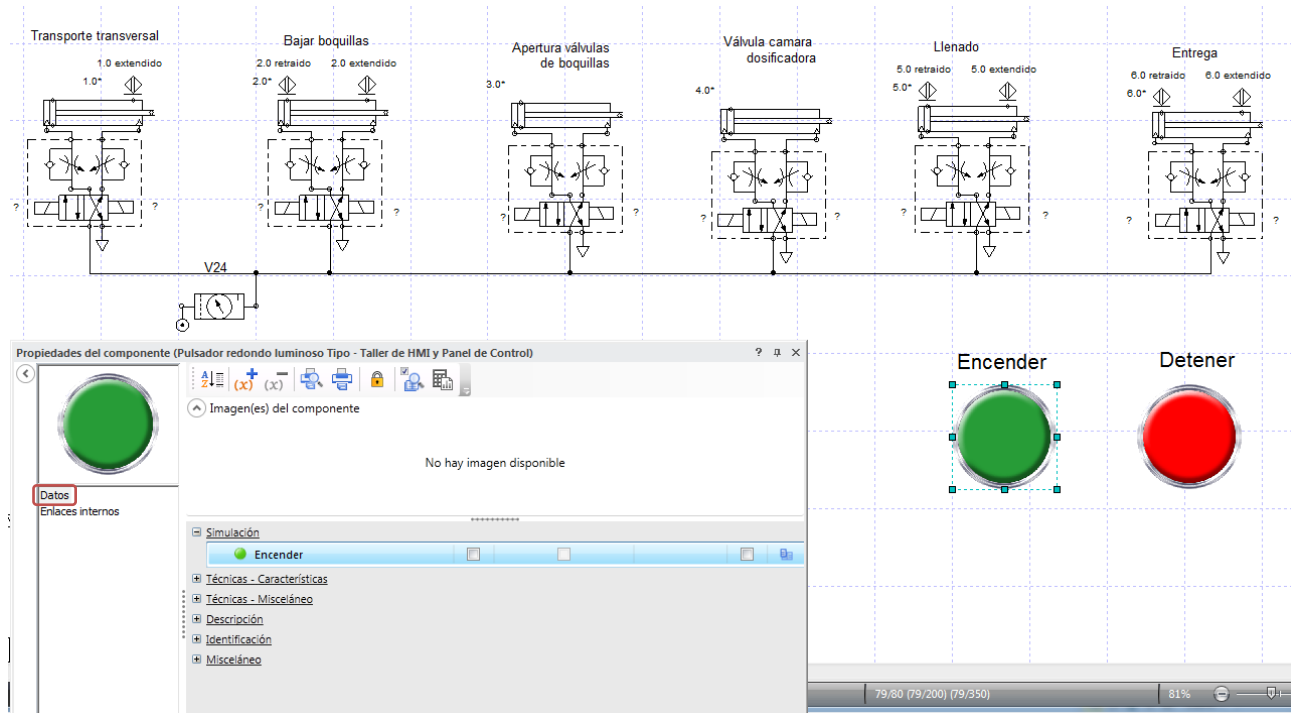 Transporte transversal
1.0 extendido
1.0*
?
?
Bajar boquillas
2.0 retraido 2.0 extendido
2.0*
?
?
Apertura válvulas
de boquillas
3.0*
?
?
Válvula camara
dosificadora
4.0*
?
?
Llenado
5.0 retraido 5.0 extendido
5.0*
?
?
Entrega
6.0 retraido 6.0 extendido
6.0*
?
?
V24
Propiedades del componente (Pulsador redondo luminoso Tipo - Taller de HMI y Panel de Control)
?
Imagen(es) del componente
No hay imagen disponible
Datos
Enlaces internos
Simulación
Encender
Técnicas - Características
Técnicas - Misceláneo
Descripción
Identificación
Misceláneo
Encender
Detener
79/80 (79/200) (79/350)
81%